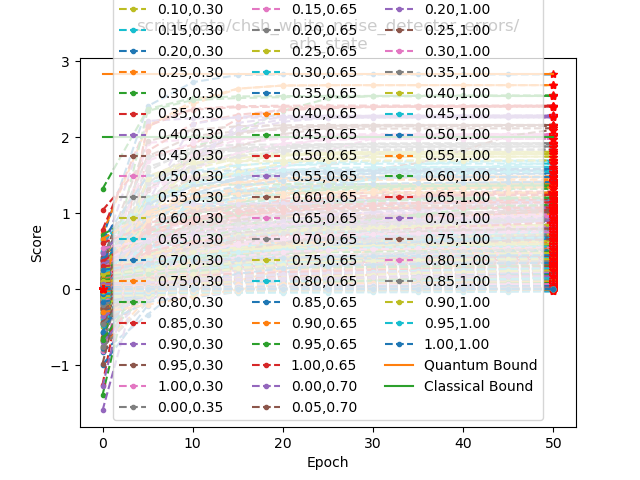 script/data/chsh_white_noise_detector_errors/
arb_state
0.10,0.30 0.15,0.65 0.20,1.00
0.15,0.30 0.20,0.65 0.25,1.00
0.20,0.30 0.25,0.65 0.30,1.00
0.25,0.30 0.30,0.65 0.35,1.00
0.30,0.30 0.35,0.65 0.40,1.00
0.35,0.30 0.40,0.65 0.45,1.00
0.40,0.30 0.45,0.65 0.50,1.00
0.45,0.30 0.50,0.65 0.55,1.00
0.50,0.30 0.55,0.65 0.60,1.00
0.55,0.30 0.60,0.65 0.65,1.00
0.60,0.30 0.65,0.65 0.70,1.00
0.65,0.30 0.70,0.65 0.75,1.00
0.70,0.30 0.75,0.65 0.80,1.00
0.75,0.30 0.80,0.65 0.85,1.00
0.80,0.30 0.85,0.65 0.90,1.00
0.85,0.30 0.90,0.65 0.95,1.00
0.90,0.30 0.95,0.65 1.00,1.00
0.95,0.30 1.00,0.65 Quantum Bound
1.00,0.30 0.00,0.70 Classical Bound
0.00,0.35 0.05,0.70
3
2
1
0
−1
Score
0 10 20 30 40 50
Epoch